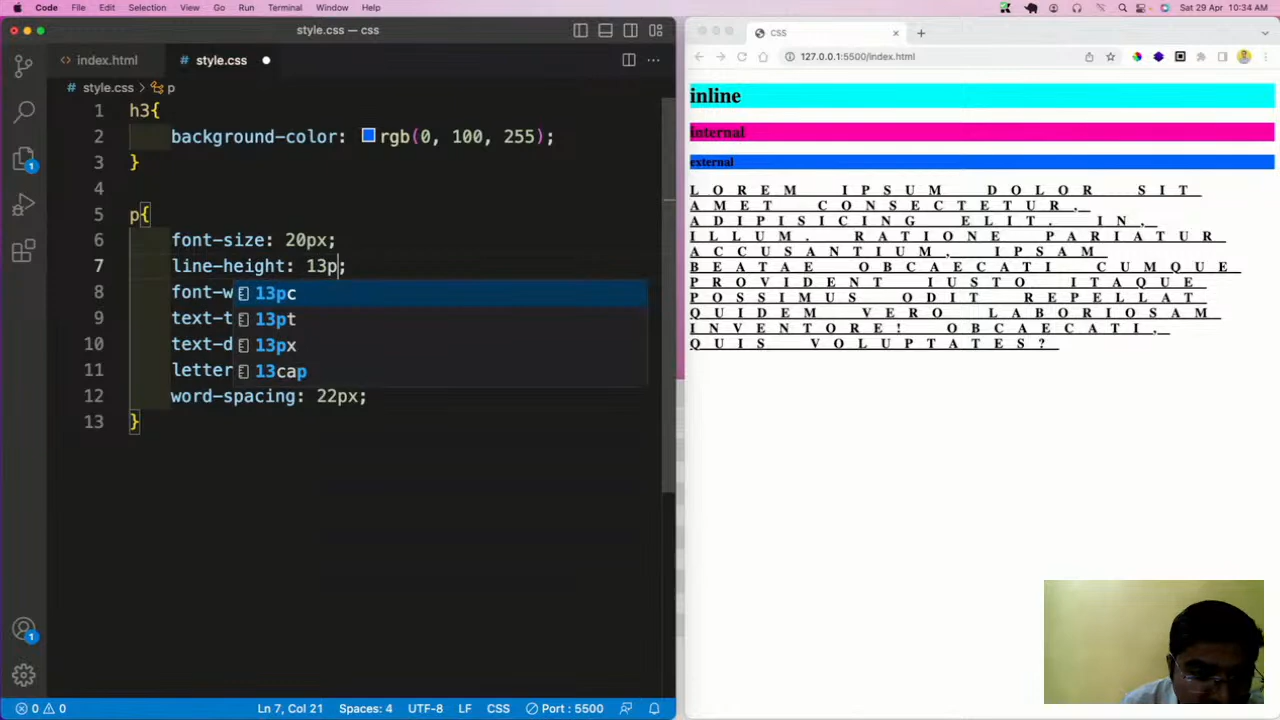 Code File Edit Selection View Go Run Terminal Window Help
Sat 29 Apr 10:34 AM
style.css — css
index.html
style.css
style.css > p
1 h3{
2 background-color: rgb(0, 100, 255);
3 }
4
5 p{
6 font-size: 20px;
7 line-height: 13p;
8 font-w
13pc
9 text-t
13pt
10 text-d
13px
11 letter
13cap
12 word-spacing: 22px;
13 }
1
1
0 0
Ln 7, Col 21 Spaces: 4 UTF-8 LF CSS Port : 5500
CSS
127.0.0.1:5500/index.html
inline
internal
external
LOREM IPSUM DOLOR SIT
AMET CONSECTETUR,
ADIPISICING ELIT. IN,
ILLUM. RATIONE PARIATUR
ACCUSANTIUM, IPSAM
BEATAE OBCAECATI CUMQUE
PROVIDENT IUSTO ITAQUE
POSSIMUS ODIT REPELLAT
QUIDEM VERO LABORIOSAM
INVENTORE! OBCAECATI,
QUIS VOLUPTATES?